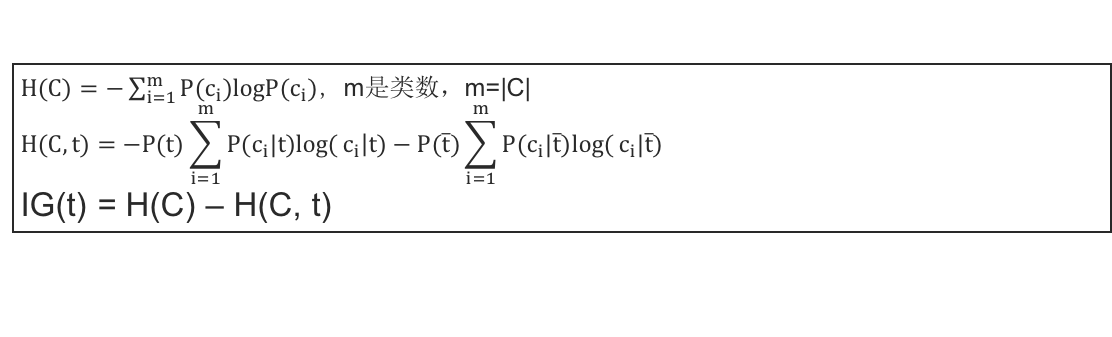 H(C) = −∑ᵢ₌₁ᵐ P(cᵢ)logP(cᵢ)，m是类数，m=|C|
H(C, t) = −P(t) ∑ᵢ₌₁ᵐ P(cᵢ|t)log( cᵢ|t) − P(t̅) ∑ᵢ₌₁ᵐ P(cᵢ|t̅)log( cᵢ|t̅)
IG(t) = H(C) – H(C, t)